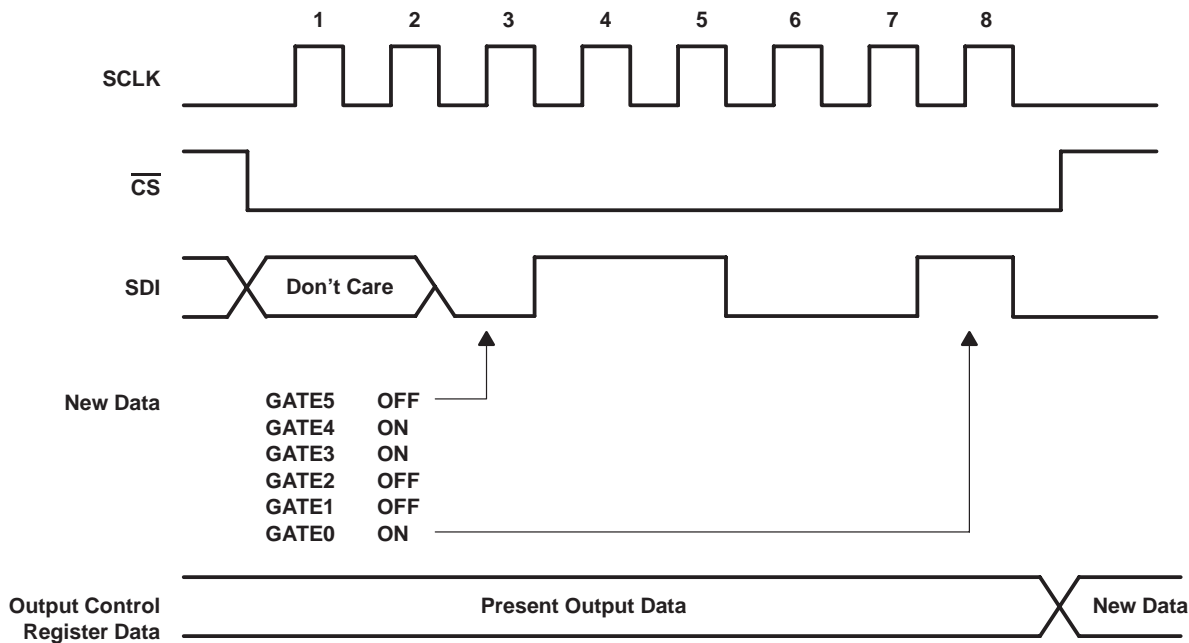 1 2 3 4 5 6 7 8
SCLK
CS
SDI
Don't Care
New Data
GATE5 OFF
GATE4 ON
GATE3 ON
GATE2 OFF
GATE1 OFF
GATE0 ON
Output Control
Register Data
Present Output Data
New Data